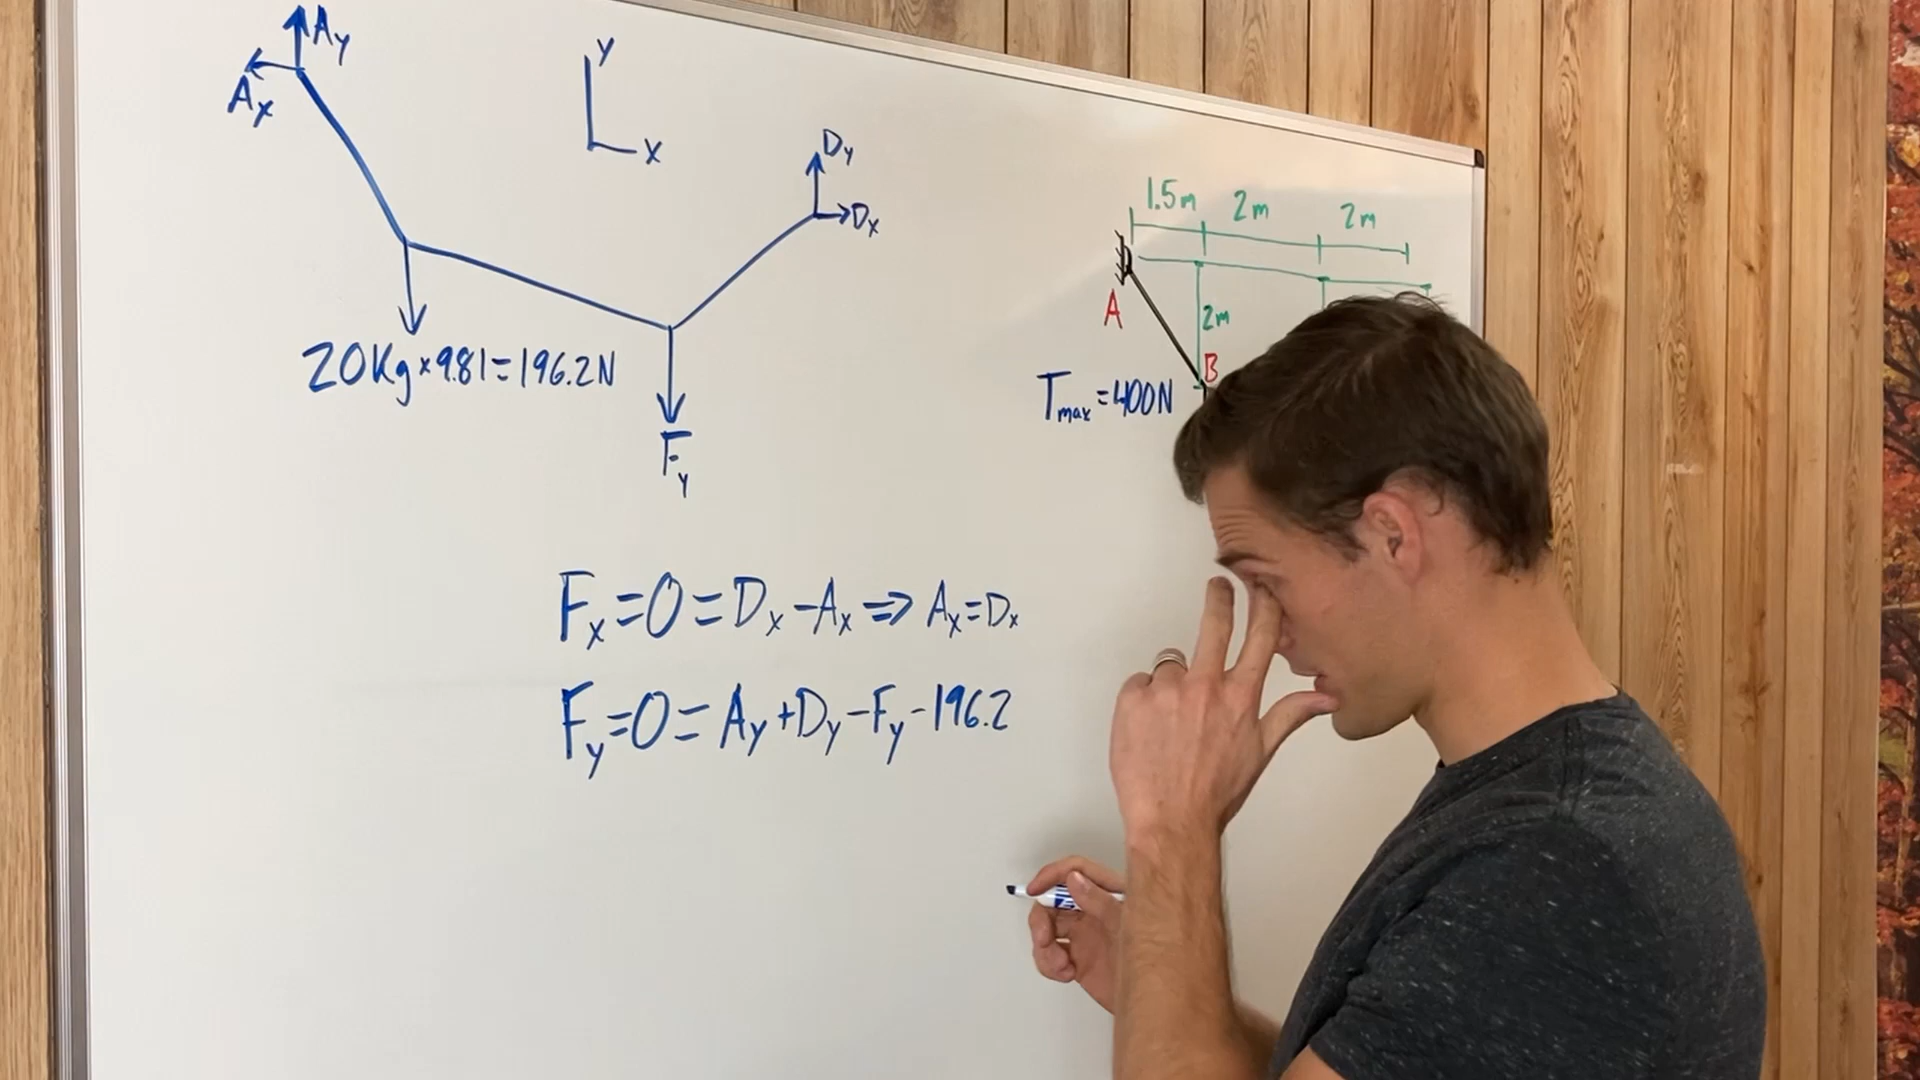 Ay
Ax
y
x
Dy
Dx
20Kg×9.81=196.2N
Fy
1.5m 2m 2m
A
2m
B
Tmax=400N
Fx=0=Dx-Ax⇒Ax=Dx
Fy=0=Ay+Dy-Fy-196.2